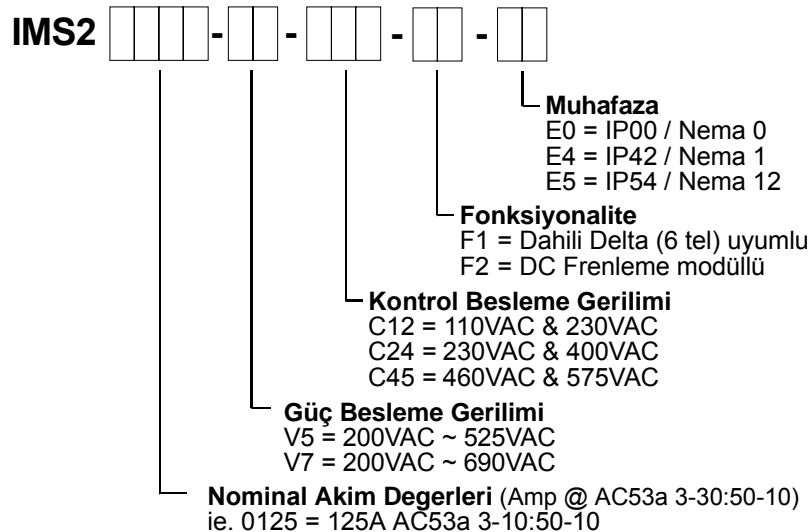 IMS2 - - - -
Muhafaza
E0 = IP00 / Nema 0
E4 = IP42 / Nema 1
E5 = IP54 / Nema 12
Fonksiyonalite
F1 = Dahili Delta (6 tel) uyumlu
F2 = DC Frenleme modüllü
Kontrol Besleme Gerilimi
C12 = 110VAC & 230VAC
C24 = 230VAC & 400VAC
C45 = 460VAC & 575VAC
Güç Besleme Gerilimi
V5 = 200VAC ~ 525VAC
V7 = 200VAC ~ 690VAC
Nominal Akim Degerleri (Amp @ AC53a 3-30:50-10)
ie. 0125 = 125A AC53a 3-10:50-10